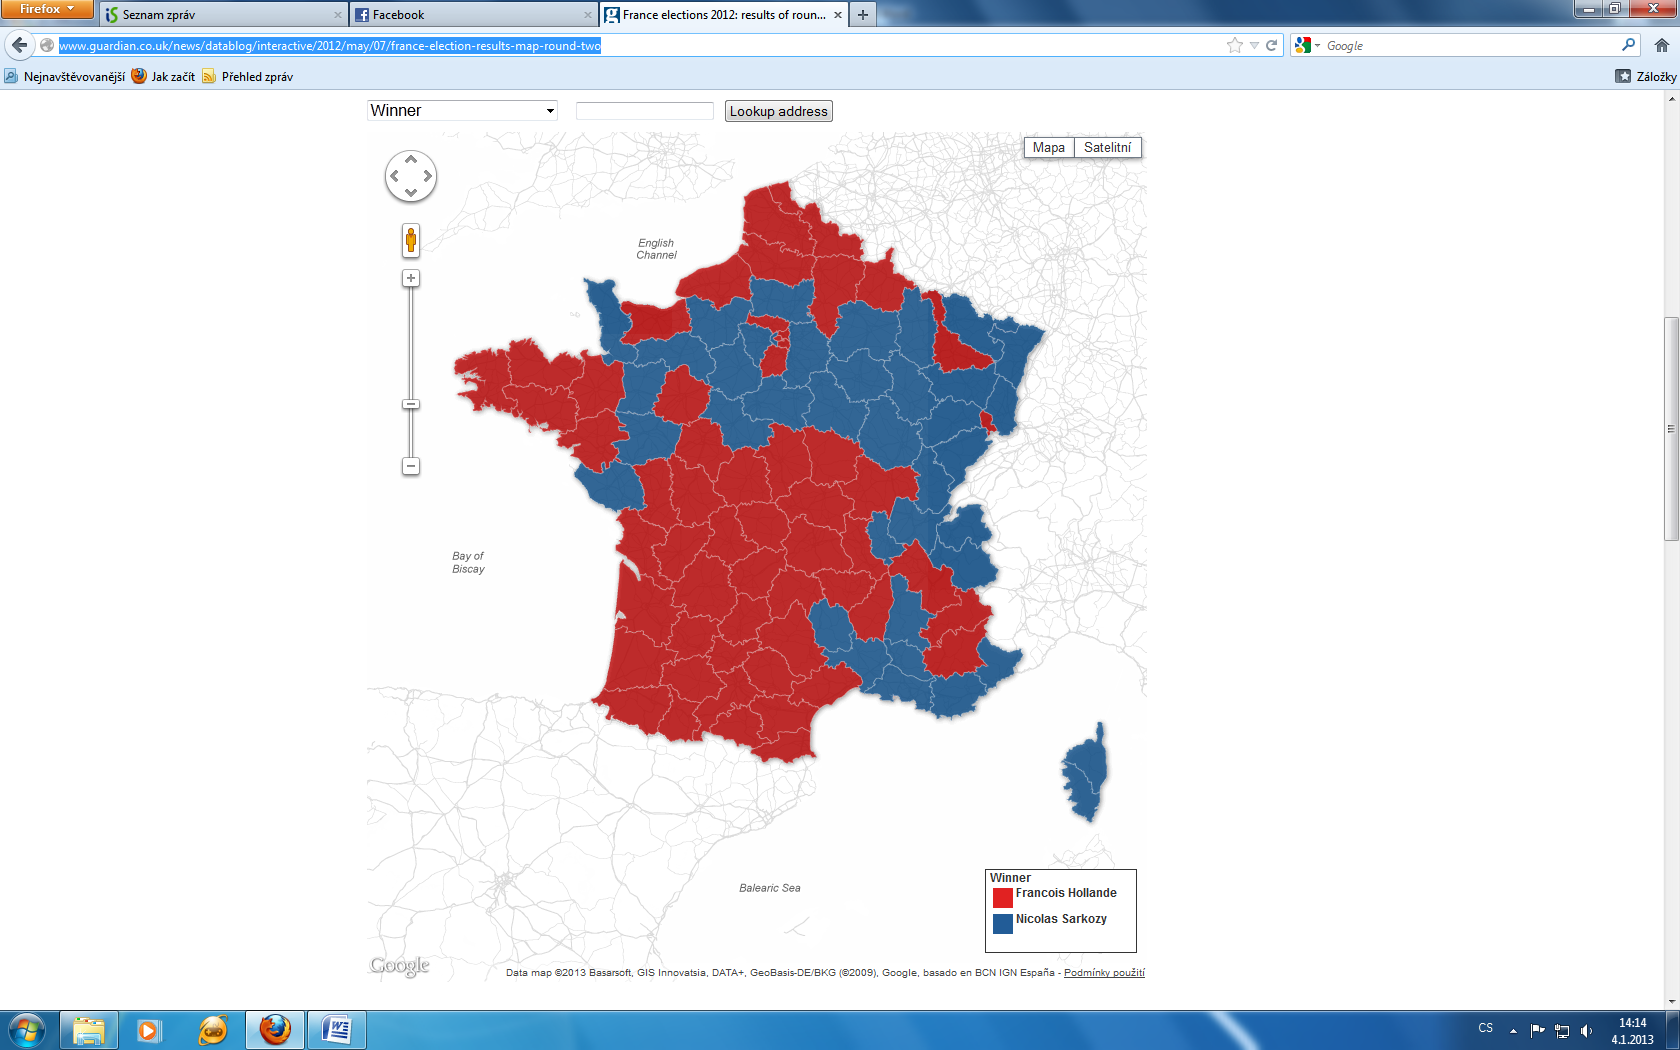 Firefox
Seznam zpráv
Facebook
France elections 2012: results of roun...
www.guardian.co.uk/news/datablog/interactive/2012/may/07/france-election-results-map-round-two
Google
Nejnavštěvovanější
Jak začít
Přehled zpráv
Záložky
Winner
Lookup address
Mapa
Satelitní
English
Channel
Bay of
Biscay
Balearic Sea
Winner
Francois Hollande
Nicolas Sarkozy
Google
Data map ©2013 Basarsoft, GIS Innovatsia, DATA+, GeoBasis-DE/BKG (©2009), Google, basado en BCN IGN España - Podmínky použití
CS
14:14
4.1.2013